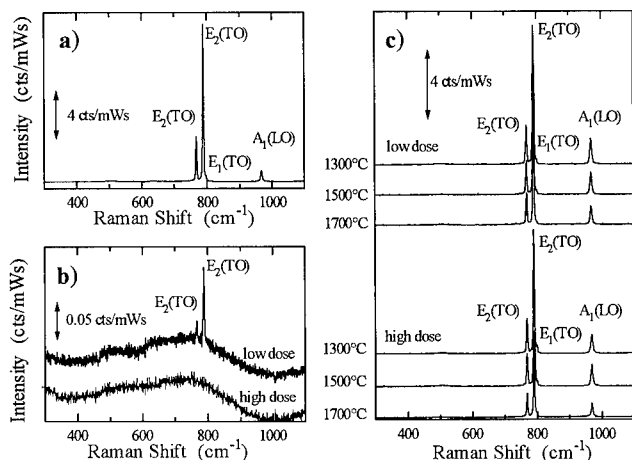 a)
E₂(TO)
4 cts/mWs
E₂(TO)
E₁(TO)
A₁(LO)
Intensity (cts/mWs)
400 600 800 1000
Raman Shift (cm⁻¹)
b)
E₂(TO)
0.05 cts/mWs
E₂(TO)
low dose
high dose
Intensity (cts/mWs)
400 600 800 1000
Raman Shift (cm⁻¹)
c)
E₂(TO)
4 cts/mWs
E₂(TO)
A₁(LO)
E₁(TO)
low dose
1300°C
1500°C
1700°C
E₂(TO)
E₂(TO)
A₁(LO)
E₁(TO)
high dose
1300°C
1500°C
1700°C
Intensity (cts/mWs)
400 600 800 1000
Raman Shift (cm⁻¹)